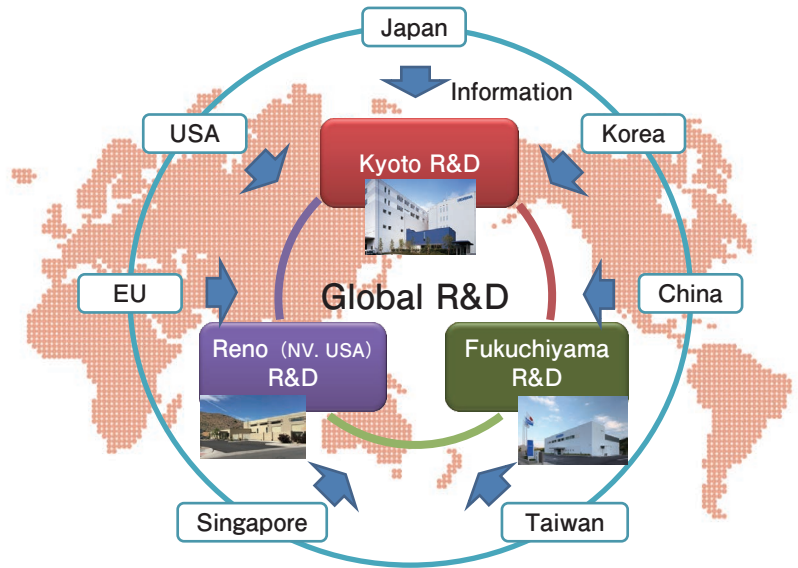 Japan
Information
USA
Korea
Kyoto R&D
EU
China
Global R&D
Reno (NV. USA)
R&D
Fukuchiyama
R&D
Singapore
Taiwan